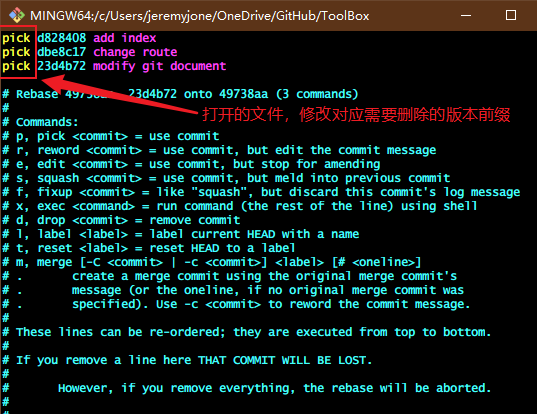 MINGW64:/c/Users/jeremyjone/OneDrive/GitHub/ToolBox
pick d828408 add index
pick dbe8c17 change route
pick 23d4b72 modify git document
# Rebase 49738aa..23d4b72 onto 49738aa (3 commands)
打开的文件，修改对应需要删除的版本前缀
#
# Commands:
# p, pick <commit> = use commit
# r, reword <commit> = use commit, but edit the commit message
# e, edit <commit> = use commit, but stop for amending
# s, squash <commit> = use commit, but meld into previous commit
# f, fixup <commit> = like "squash", but discard this commit's log message
# x, exec <command> = run command (the rest of the line) using shell
# d, drop <commit> = remove commit
# l, label <label> = label current HEAD with a name
# t, reset <label> = reset HEAD to a label
# m, merge [-C <commit> | -c <commit>] <label> [# <oneline>]
# . create a merge commit using the original merge commit's
# . message (or the oneline, if no original merge commit was
# . specified). Use -c <commit> to reword the commit message.
#
# These lines can be re-ordered; they are executed from top to bottom.
#
# If you remove a line here THAT COMMIT WILL BE LOST.
#
# However, if you remove everything, the rebase will be aborted.
#
#